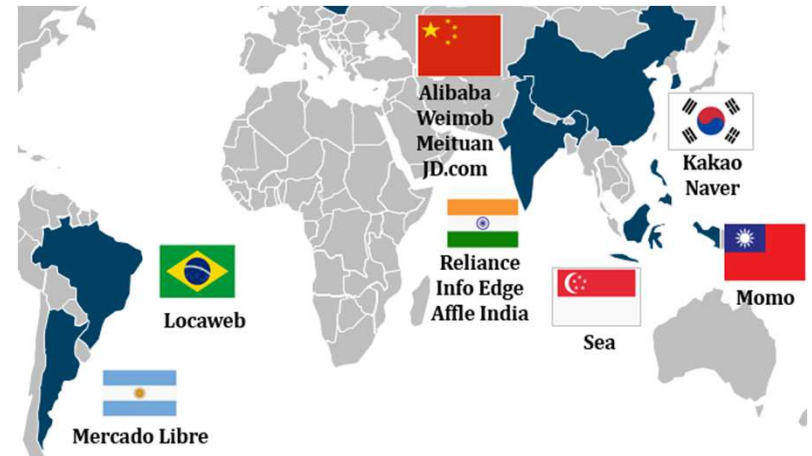 Alibaba
Weimob
Meituan
JD.com
Kakao
Naver
Reliance
Info Edge
Affle India
Momo
Locaweb
Sea
Mercado Libre